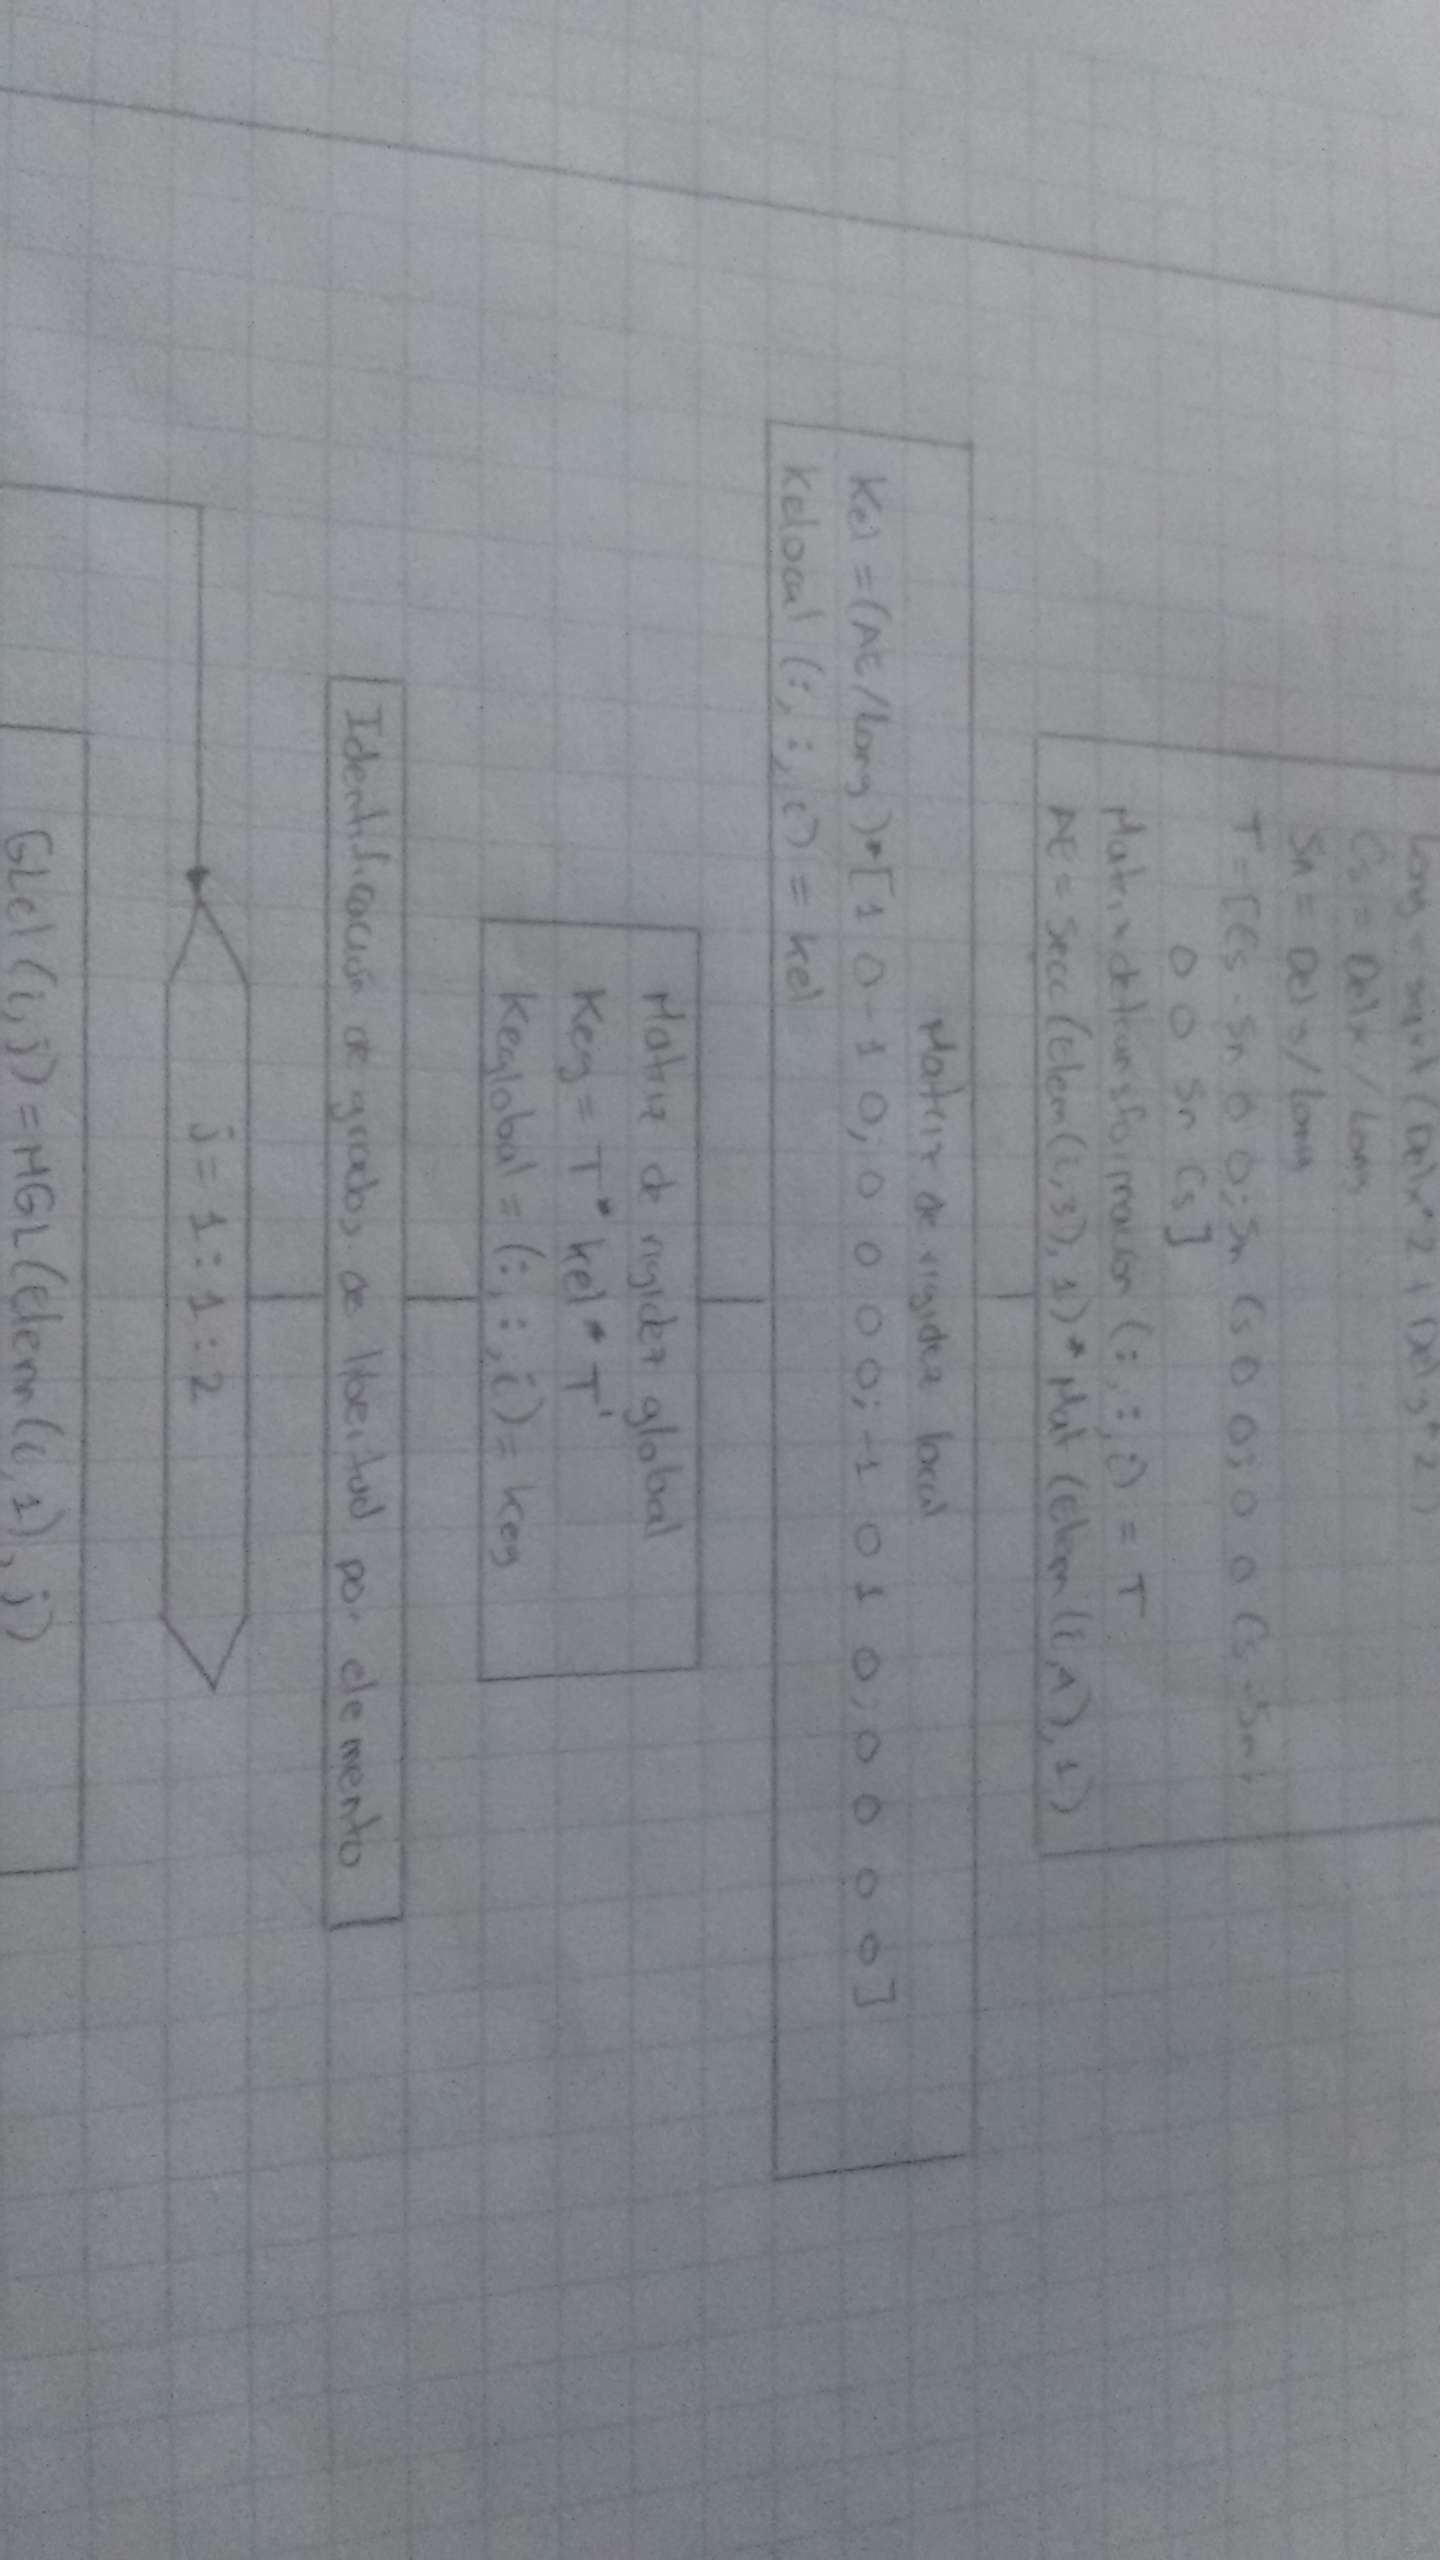 Long = sqrt (Delx^2 + Dely^2)
Cs = Delx / Long
Sn = Dely / Long
T = [Cs -Sn 0 0; Sn Cs 0 0; 0 0 Cs -Sn;
0 0 Sn Cs]
Matrizdetransformación (:,:,i) = T
AE = Secc (Elem(i,3),1)* Mat (Elem(i,4),1)
Matriz de rigidez local
Kel = (AE/Long)*[1 0 -1 0; 0 0 0 0; -1 0 1 0; 0 0 0 0]
Kelocal (:,:,i) = kel
Matriz de rigidez global
Keg = T* kel* T'
Keglobal = (:,:,i) = keg
Identificación de grados de libertad por elemento
j = 1 : 1 : 2
GLel (i,j) = MGL (Elem(i,1), j)